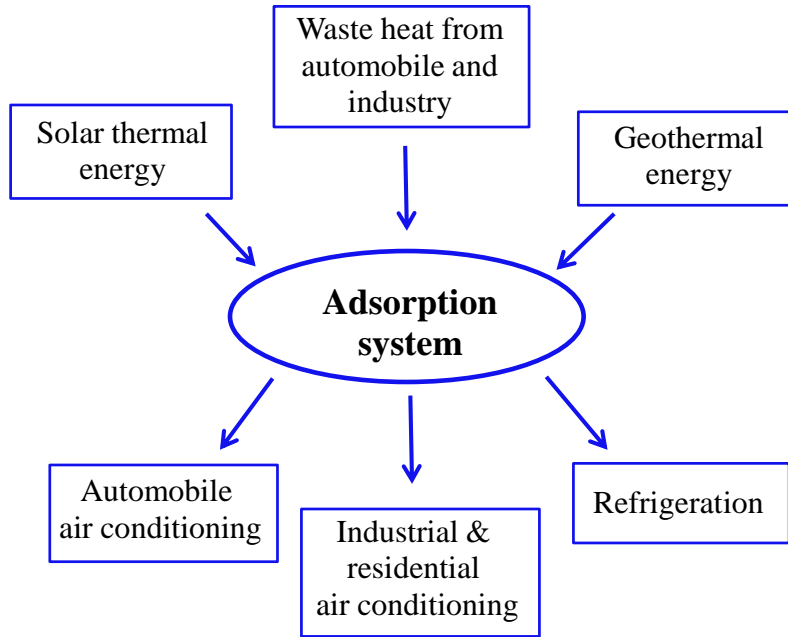 Waste heat from
automobile and
industry
Solar thermal
energy
Geothermal
energy
Adsorption
system
Automobile
air conditioning
Industrial &
residential
air conditioning
Refrigeration